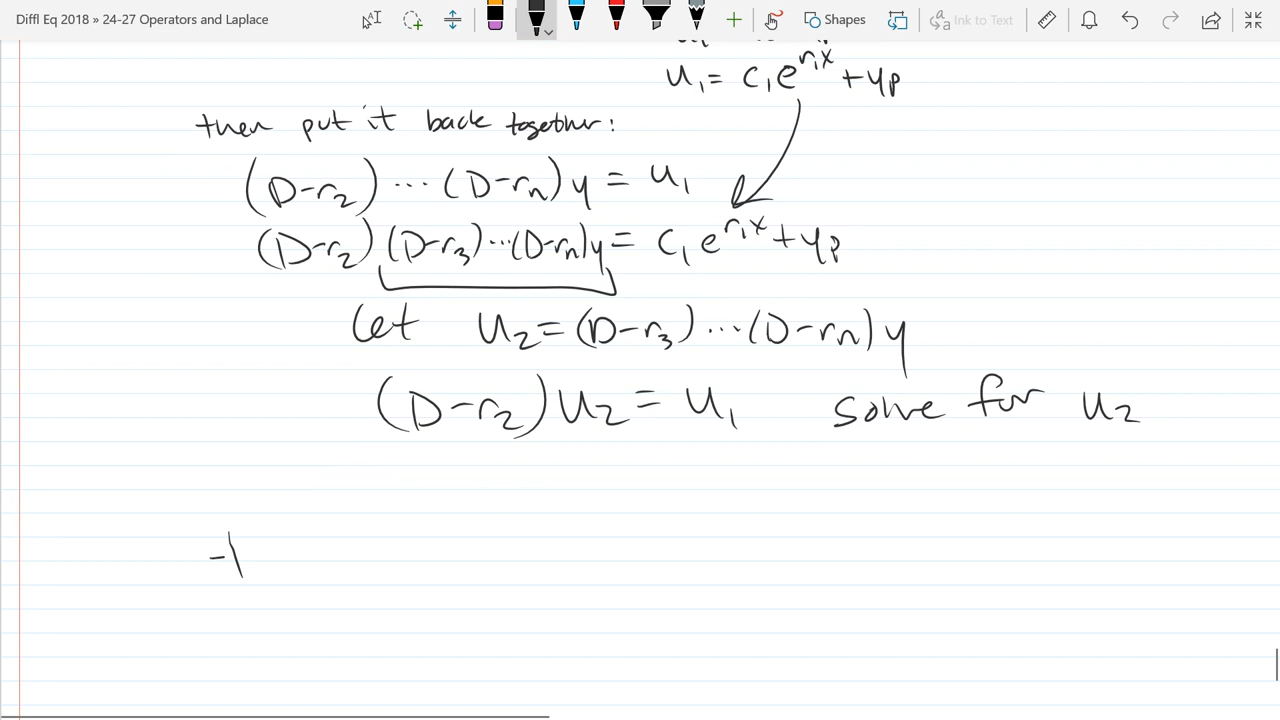 Diffl Eq 2018 » 24-27 Operators and Laplace
Shapes
Ink to Text
u₁ = c₁e^{r₁x} + yₚ
then put it back together:
(D-r₂) ⋯ (D-rₙ)y = u₁
(D-r₂)(D-r₃)⋯(D-rₙ)y = c₁e^{r₁x} + yₚ
Let u₂ = (D-r₃)⋯(D-rₙ)y
(D-r₂)u₂ = u₁ solve for u₂